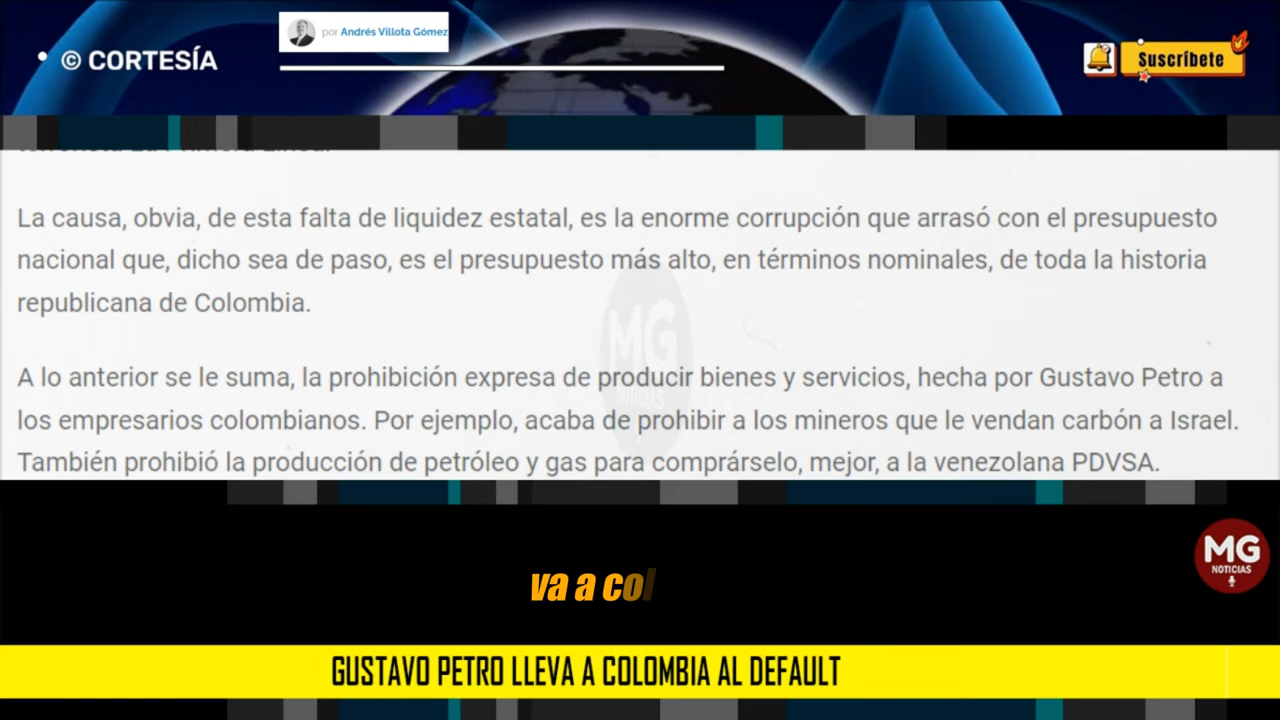 © CORTESÍA
por Andrés Villota Gómez
Suscríbete
La causa, obvia, de esta falta de liquidez estatal, es la enorme corrupción que arrasó con el presupuesto
nacional que, dicho sea de paso, es el presupuesto más alto, en términos nominales, de toda la historia
republicana de Colombia.
A lo anterior se le suma, la prohibición expresa de producir bienes y servicios, hecha por Gustavo Petro a
los empresarios colombianos. Por ejemplo, acaba de prohibir a los mineros que le vendan carbón a Israel.
También prohibió la producción de petróleo y gas para comprárselo, mejor, a la venezolana PDVSA.
MG
NOTICIAS
va a col
MG
NOTICIAS
GUSTAVO PETRO LLEVA A COLOMBIA AL DEFAULT